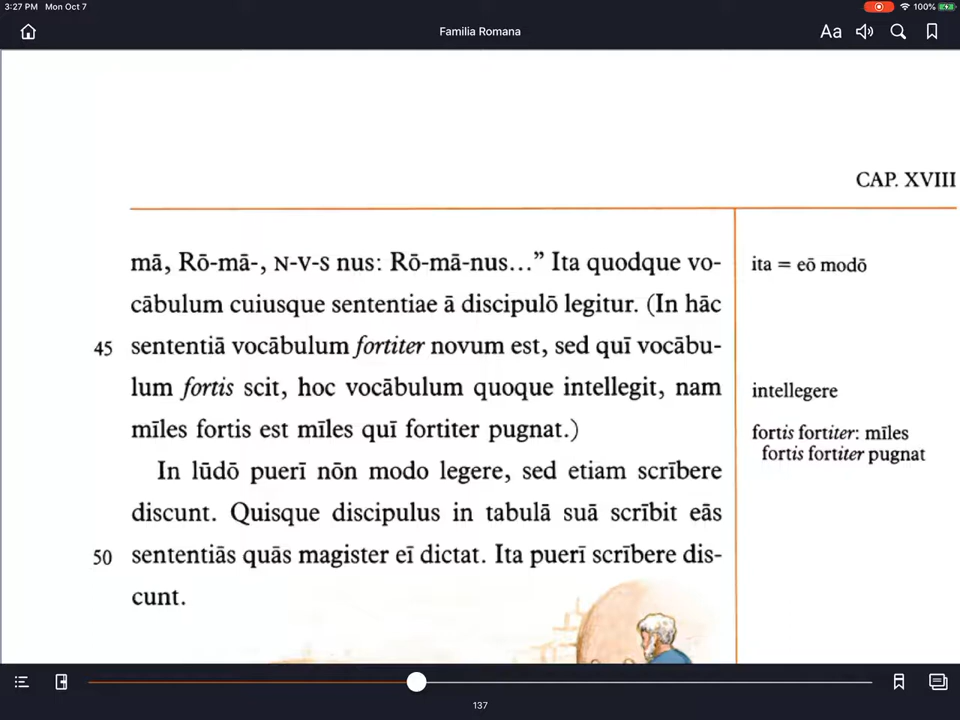 3:27 PM Mon Oct 7 100%
Familia Romana
Aa
CAP. XVIII
mā, Rō-mā-, N-V-S nus: Rō-mā-nus…” Ita quodque vo-
ita = eō modō
cābulum cuiusque sententiae ā discipulō legitur. (In hāc
45 sententiā vocābulum fortiter novum est, sed quī vocābu-
lum fortis scit, hoc vocābulum quoque intellegit, nam
intellegere
mīles fortis est mīles quī fortiter pugnat.)
fortis fortiter: mīles
fortis fortiter pugnat
In lūdō puerī nōn modo legere, sed etiam scrībere
discunt. Quisque discipulus in tabulā suā scrībit eās
50 sententiās quās magister eī dictat. Ita puerī scrībere dis-
cunt.
137